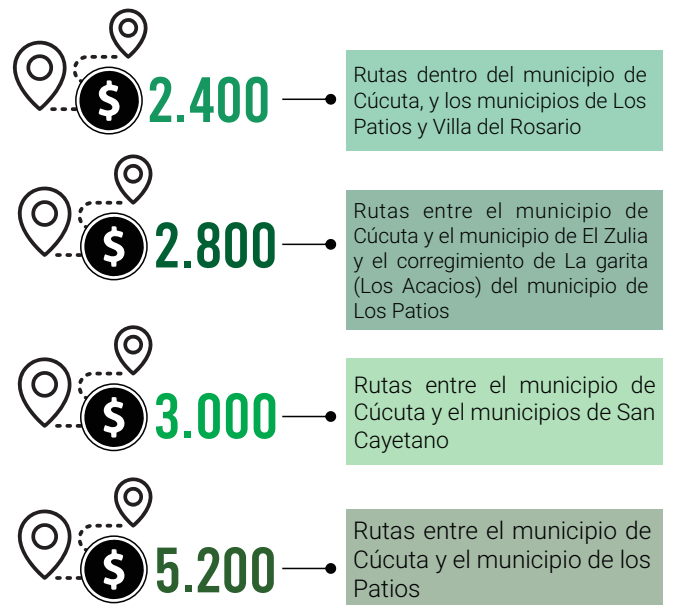 $ 2.400
Rutas dentro del municipio de
Cúcuta, y los municipios de Los
Patios y Villa del Rosario
$ 2.800
Rutas entre el municipio de
Cúcuta y el municipio de El Zulia
y el corregimiento de La garita
(Los Acacios) del municipio de
Los Patios
$ 3.000
Rutas entre el municipio de
Cúcuta y el municipios de San
Cayetano
$ 5.200
Rutas entre el municipio de
Cúcuta y el municipio de los
Patios